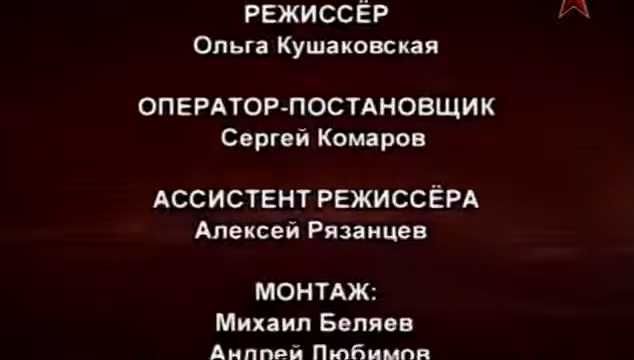 РЕЖИССЁР
Ольга Кушаковская
ОПЕРАТОР-ПОСТАНОВЩИК
Сергей Комаров
АССИСТЕНТ РЕЖИССЁРА
Алексей Рязанцев
МОНТАЖ:
Михаил Беляев
Андрей Любимов